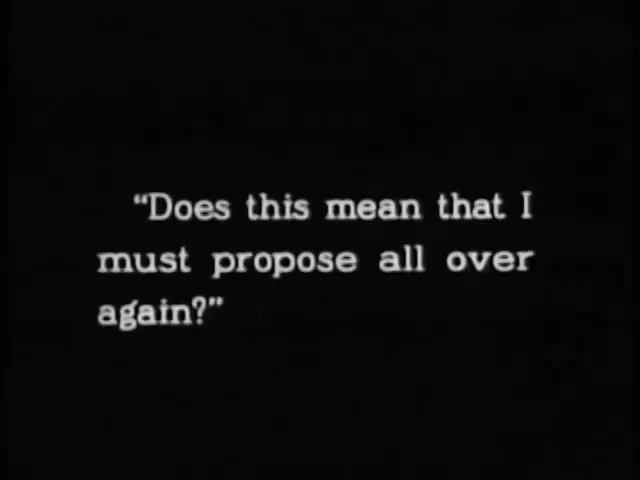 “Does this mean that I
must propose all over
again?”